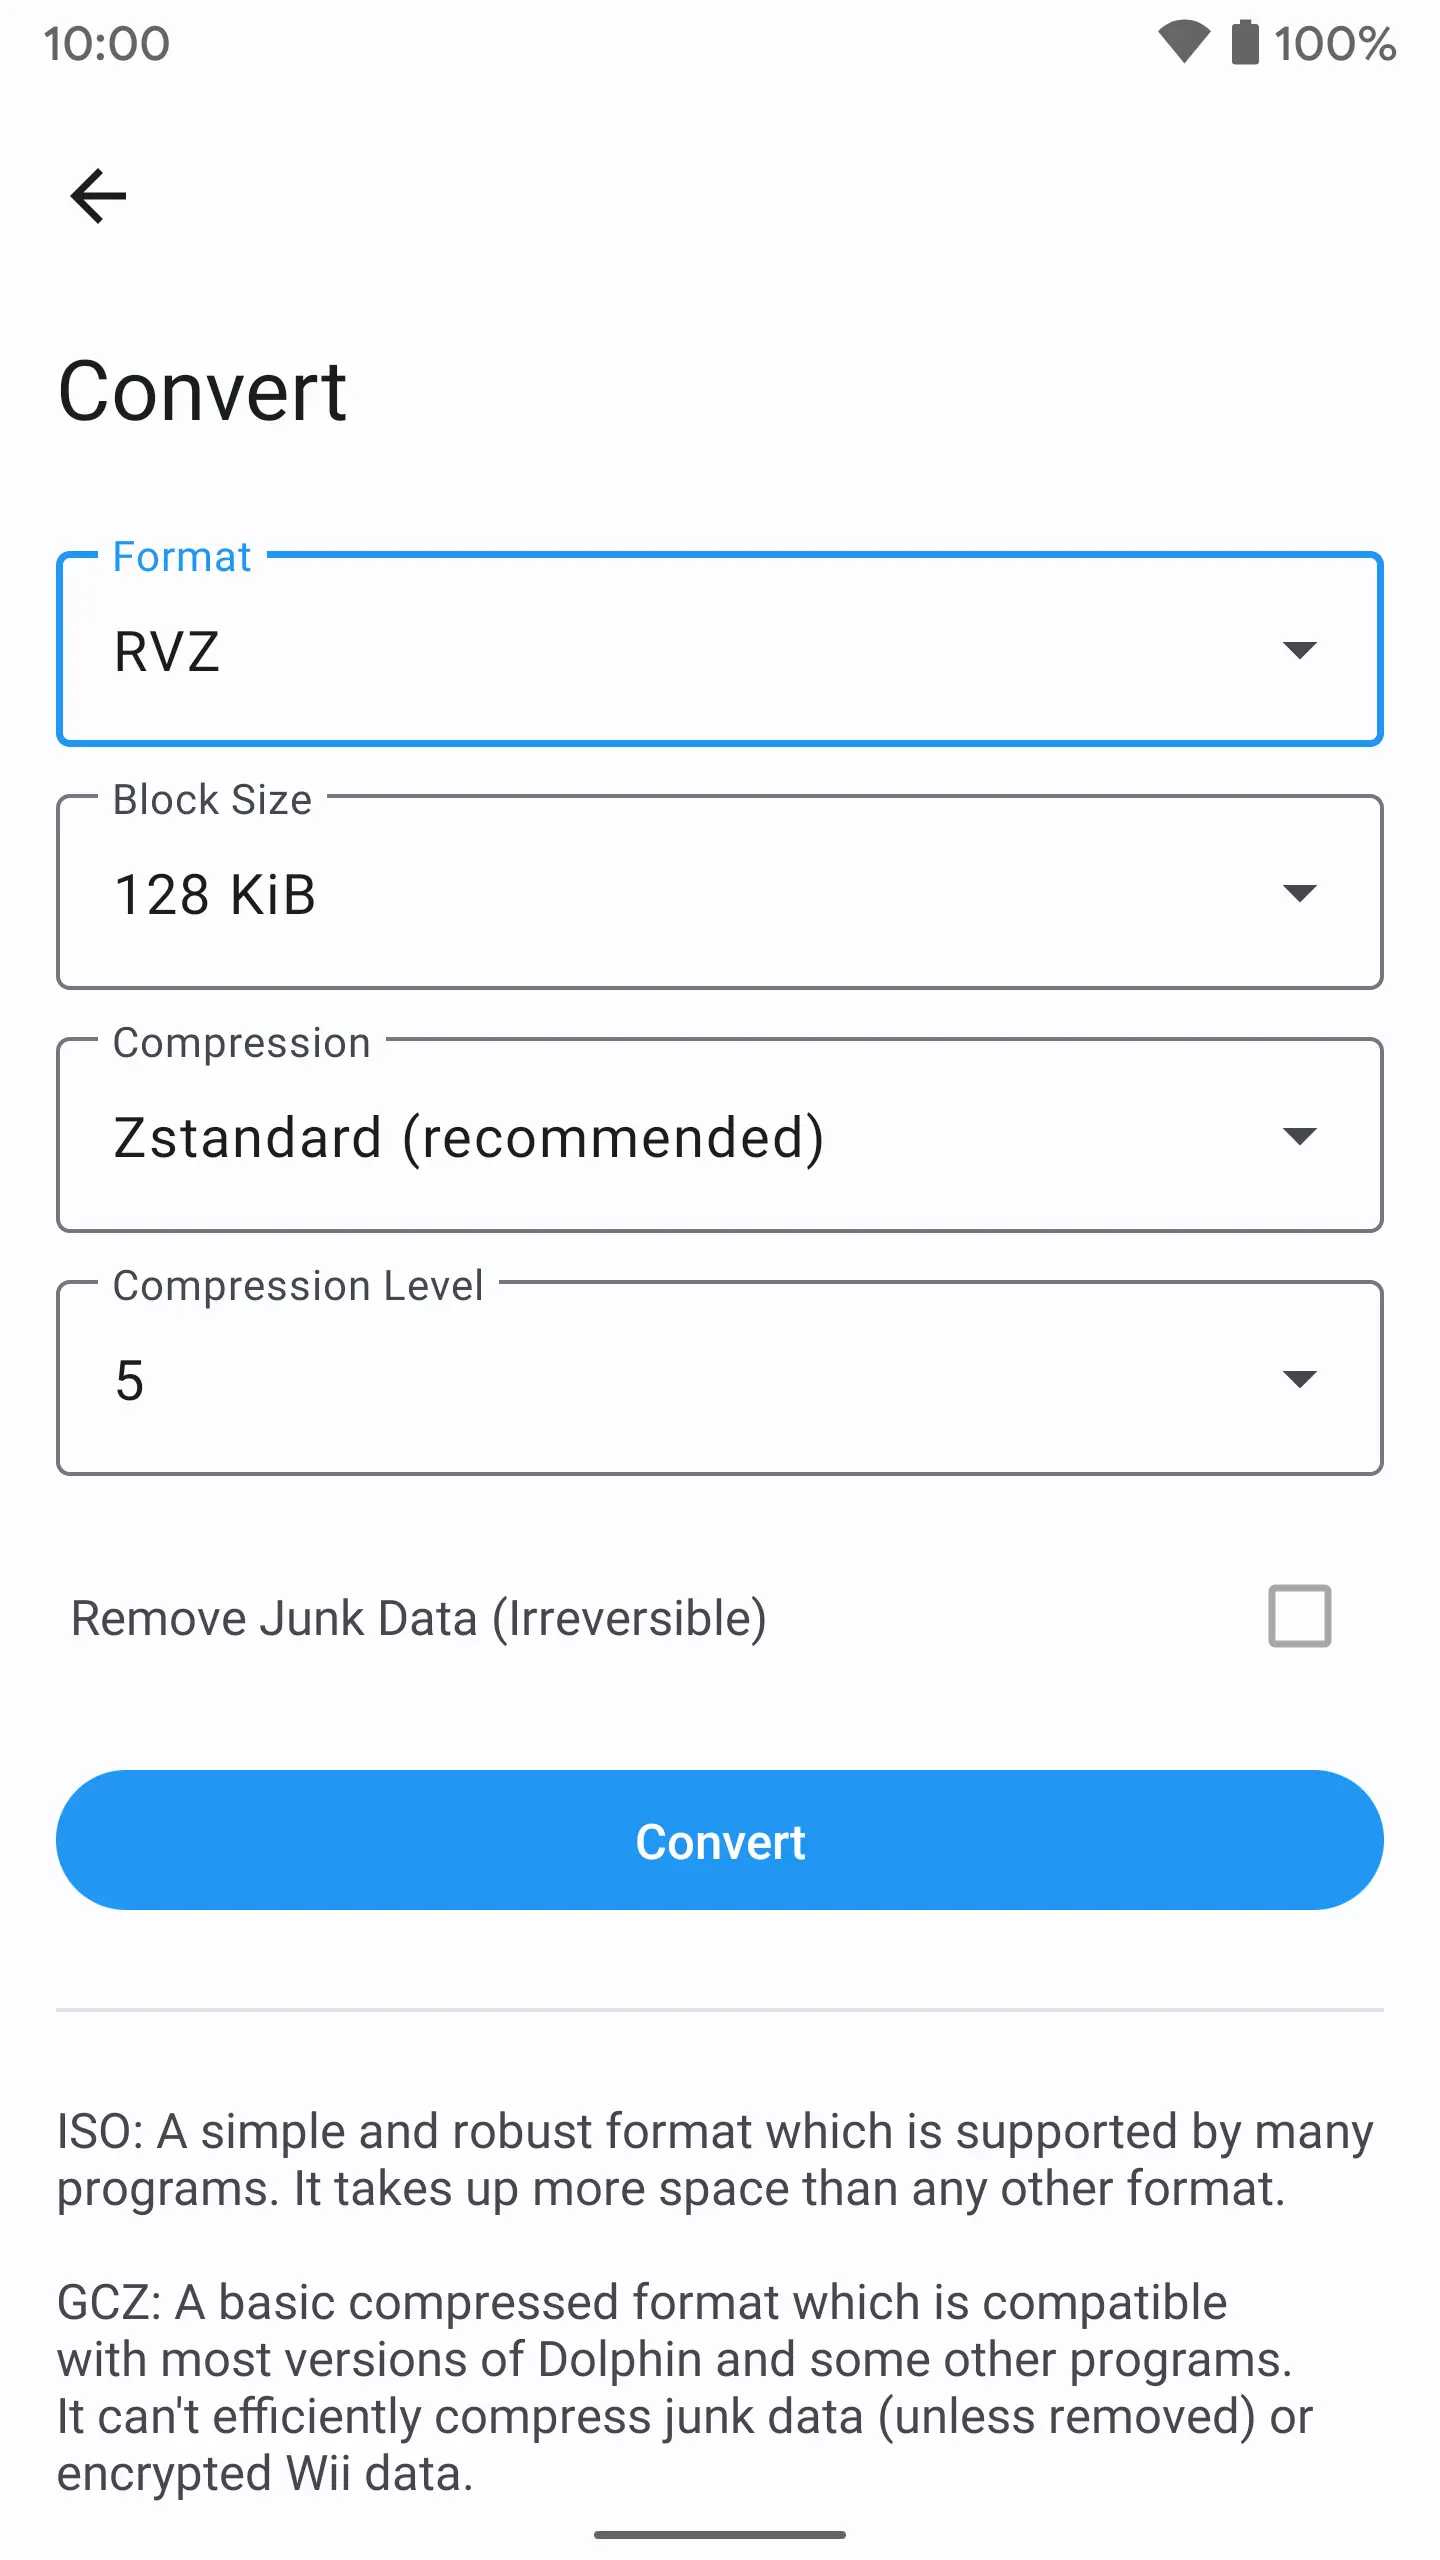 10:00
100%
Convert
Format
RVZ
Block Size
128 KiB
Compression
Zstandard (recommended)
Compression Level
5
Remove Junk Data (Irreversible)
Convert
ISO: A simple and robust format which is supported by many
programs. It takes up more space than any other format.
GCZ: A basic compressed format which is compatible
with most versions of Dolphin and some other programs.
It can't efficiently compress junk data (unless removed) or
encrypted Wii data.